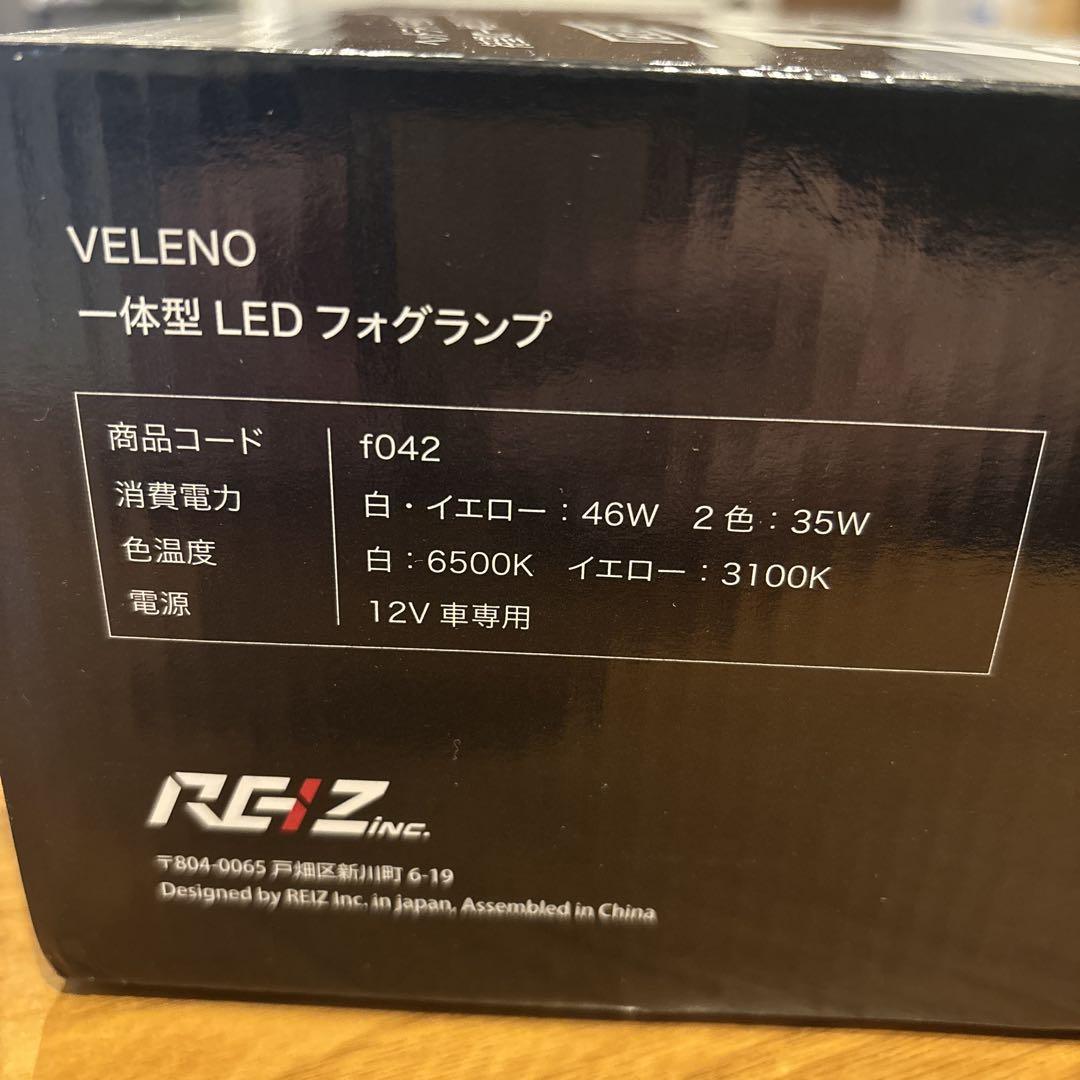 VELENO
一体型 LED フォグランプ
商品コード f042
消費電力 白・イエロー：46W 2色：35W
色温度 白：6500K イエロー：3100K
電源 12V 車専用
REIZ INC.
〒804-0065 戸畑区新川町 6-19
Designed by REIZ Inc. in japan, Assembled in China